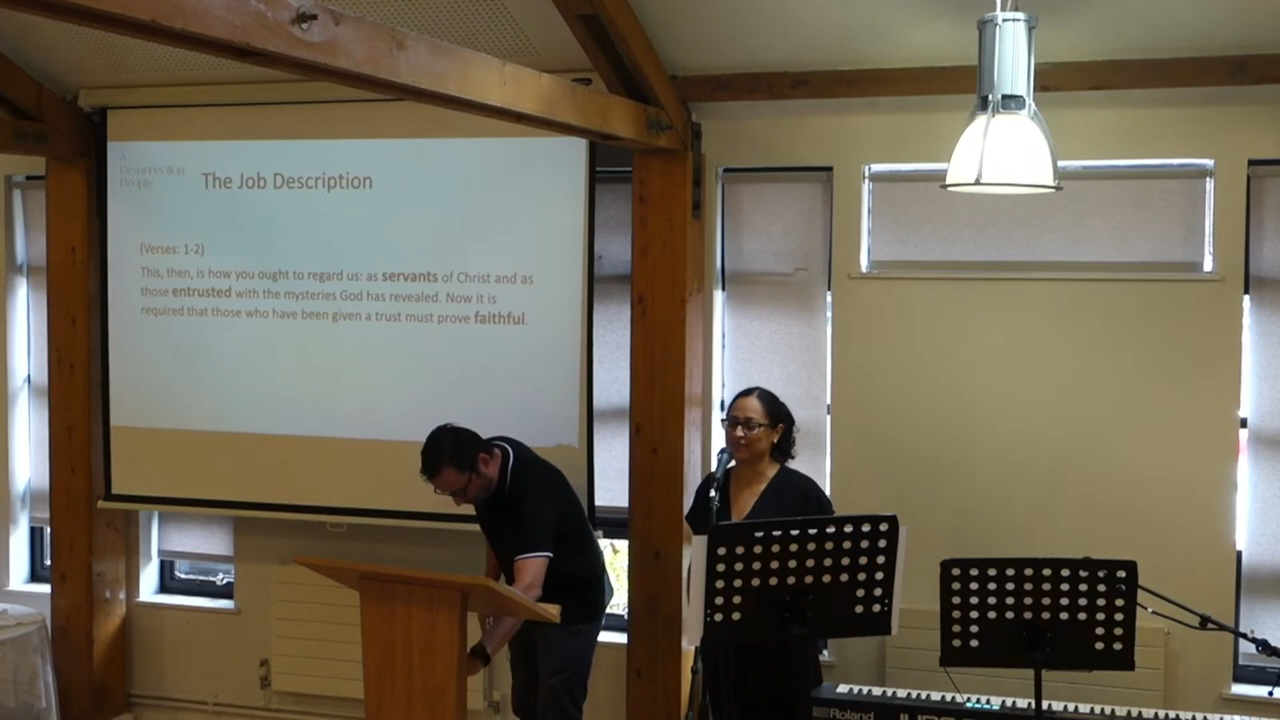 A
Resurrection
People
The Job Description
(Verses: 1-2)
This, then, is how you ought to regard us: as servants of Christ and as
those entrusted with the mysteries God has revealed. Now it is
required that those who have been given a trust must prove faithful.
Roland